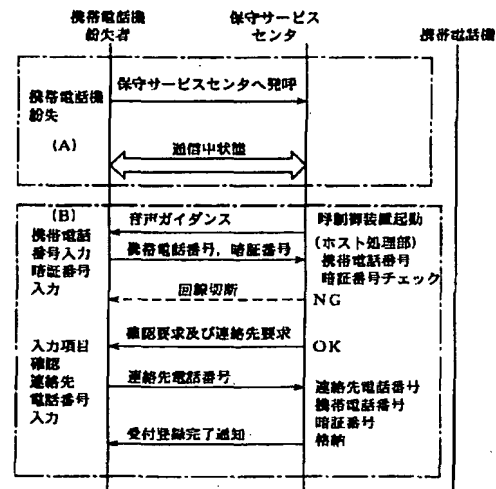 携帯電話機
紛失者
保守サービス
センタ
携帯電話機
保守サービスセンタへ発呼
携帯電話機
紛失
(A)
通信中状態
(B)
音声ガイダンス
呼制御装置起動
携帯電話
番号入力
暗証番号
入力
携帯電話番号，暗証番号
(ホスト処理部)
携帯電話番号
暗証番号チェック
回線切断
NG
確認要求及び連絡先要求
OK
入力項目
確認
連絡先
電話番号
入力
連絡先電話番号
連絡先電話番号
携帯電話番号
暗証番号
格納
受付登録完了通知